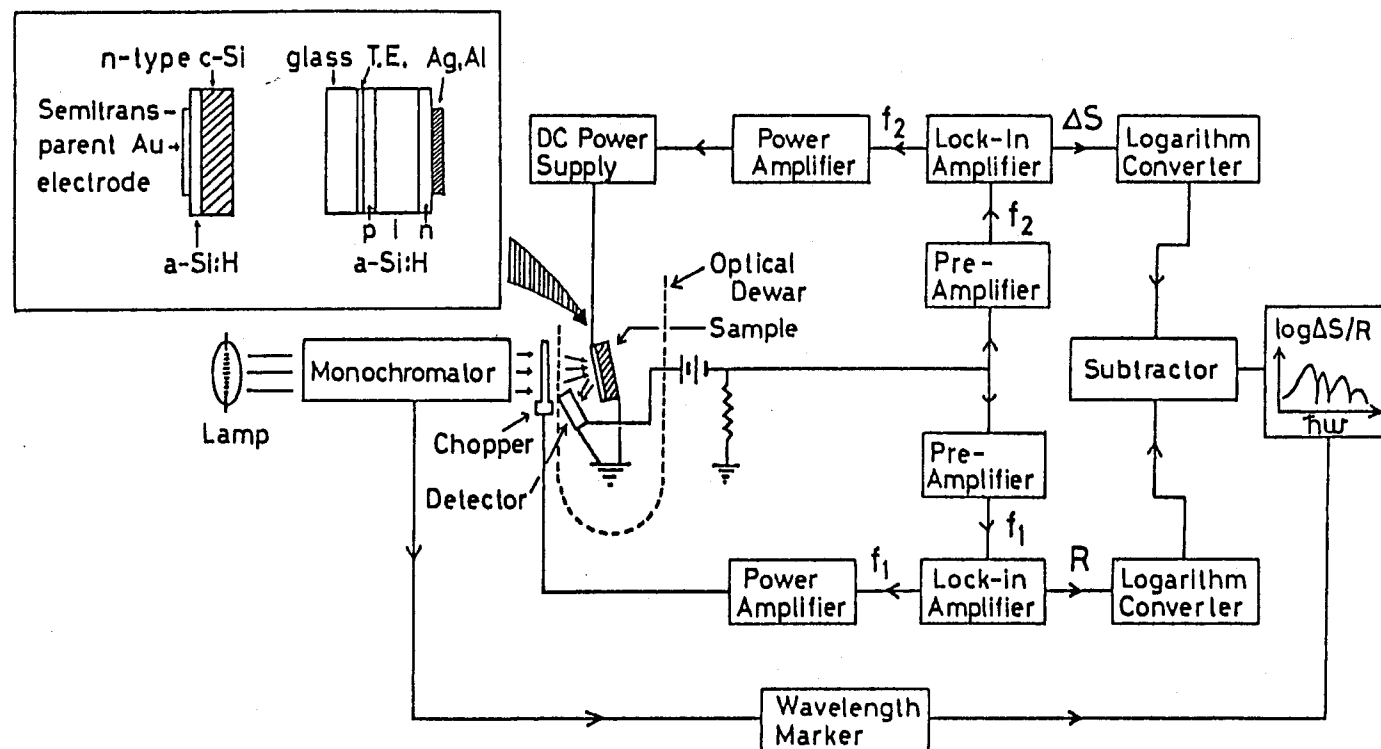 n-type c-Si
glass T.E. Ag,Al
Semitrans-
parent Au
electrode
a-Si:H
p i n
a-Si:H
DC Power
Supply
Power
Amplifier
f2
Lock-In
Amplifier
ΔS
Logarithm
Converter
f2
Pre-
Amplifier
Optical
Dewar
Sample
Lamp
Monochromator
Chopper
Detector
Subtractor
logΔS/R
ħω
Pre-
Amplifier
f1
Power
Amplifier
f1
Lock-in
Amplifier
R
Logarithm
Converter
Wavelength
Marker